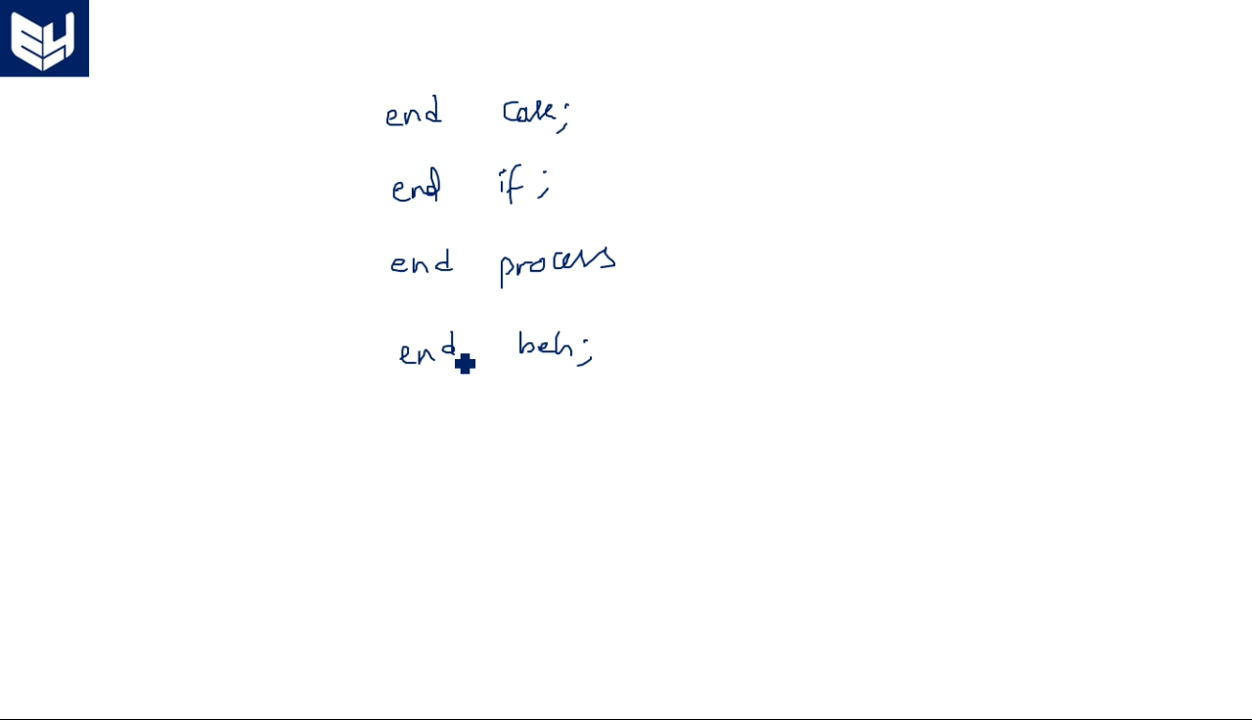 end case;
end if;
end process
end beh;